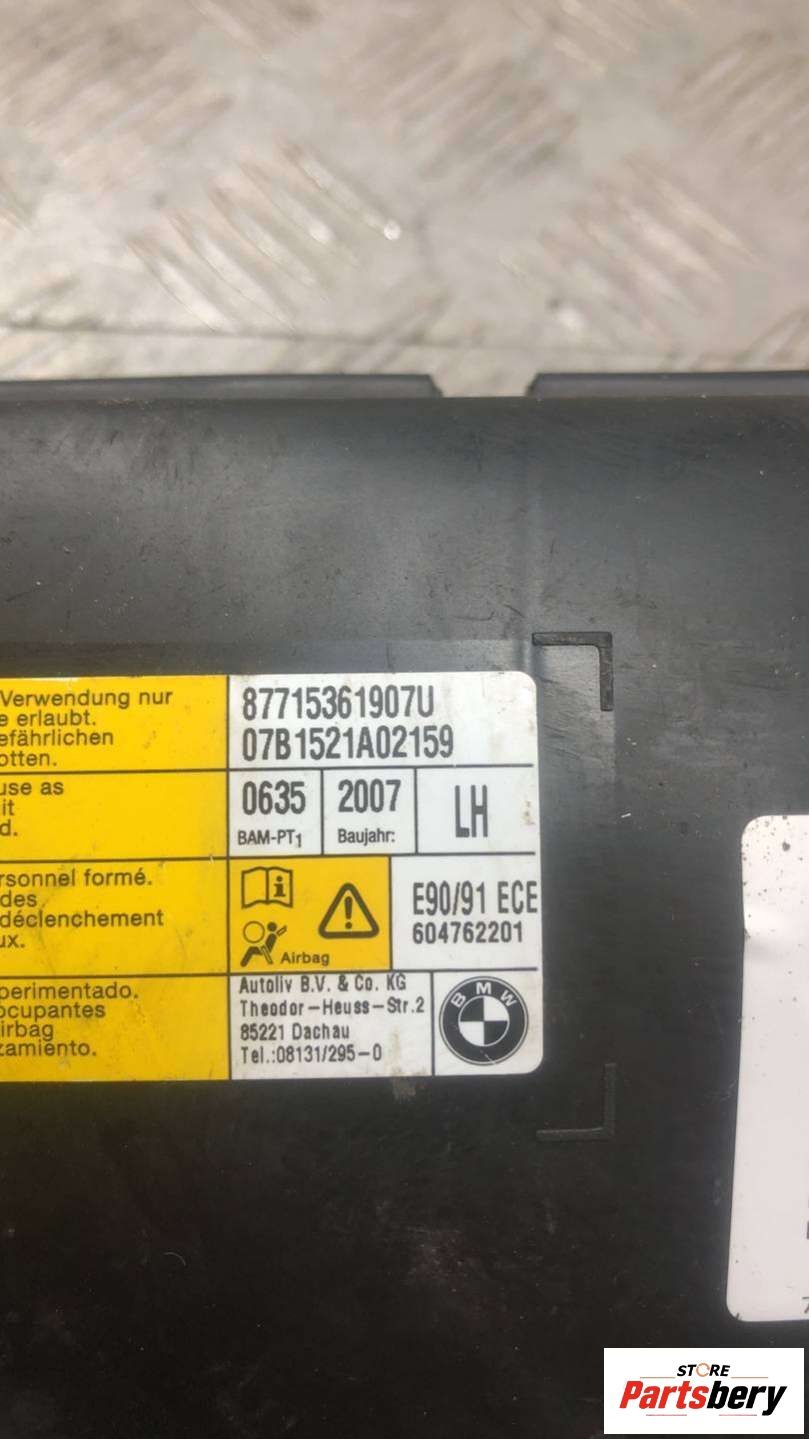 Verwendung nur
e erlaubt.
efährlichen
otten.
use as
it
d.
rsonnel formé.
des
déclenchement
ux.
perimentado.
ocupantes
irbag
zamiento.
87715361907U
07B1521A02159
0635
BAM-PT1
2007
Baujahr:
LH
Airbag
E90/91 ECE
604762201
Autoliv B.V. & Co. KG
Theodor-Heuss-Str.2
85221 Dachau
Tel.:08131/295-0
BMW
STORE
Partsbery